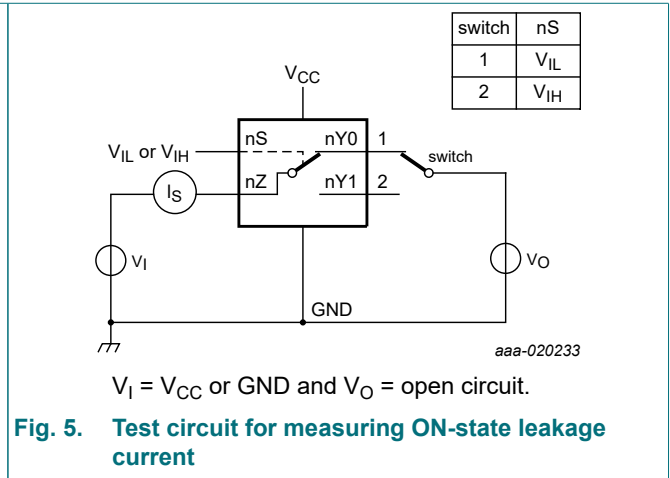 switch nS
1 VIL
2 VIH
VCC
nS nY0 1
VIL or VIH
switch
nZ nY1 2
IS
VI
VO
GND
aaa-020233
VI = VCC or GND and VO = open circuit.
Fig. 5. Test circuit for measuring ON-state leakage
current